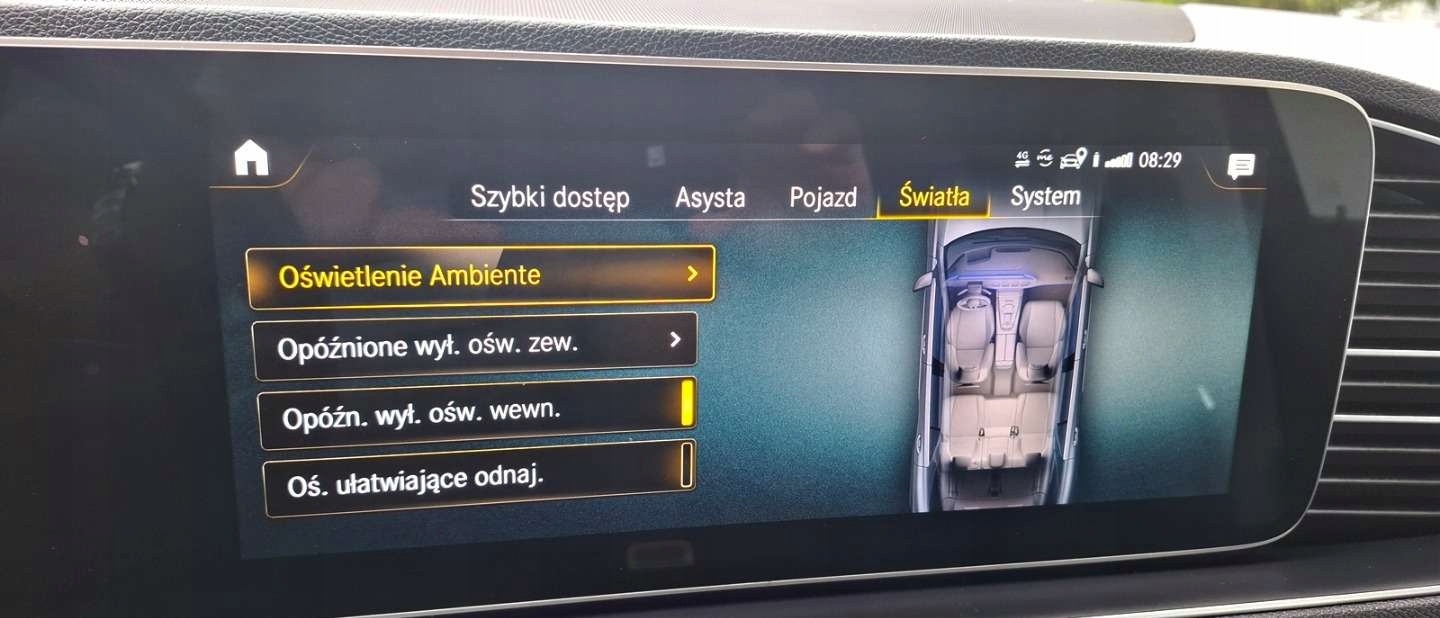 4G me 08:29
Szybki dostęp Asysta Pojazd Światła System
Oświetlenie Ambiente
Opóźnione wył. ośw. zew.
Opóźn. wył. ośw. wewn.
Oś. ułatwiające odnaj.